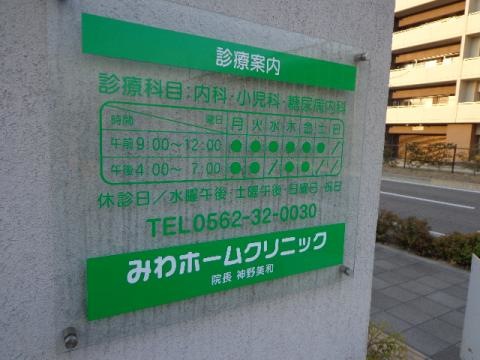 診療案内
診療科目：内科・小児科・糖尿病内科
時間 曜日 月 火 水 木 金 土 日
午前 9:00〜12:00 ● ● ● ● ● ● /
午後 4:00〜 7:00 ● ● / ● ● / /
休診日/水曜午後・土曜午後・日曜日・祝日
TEL0562-32-0030
みわホームクリニック
院長 神野美和